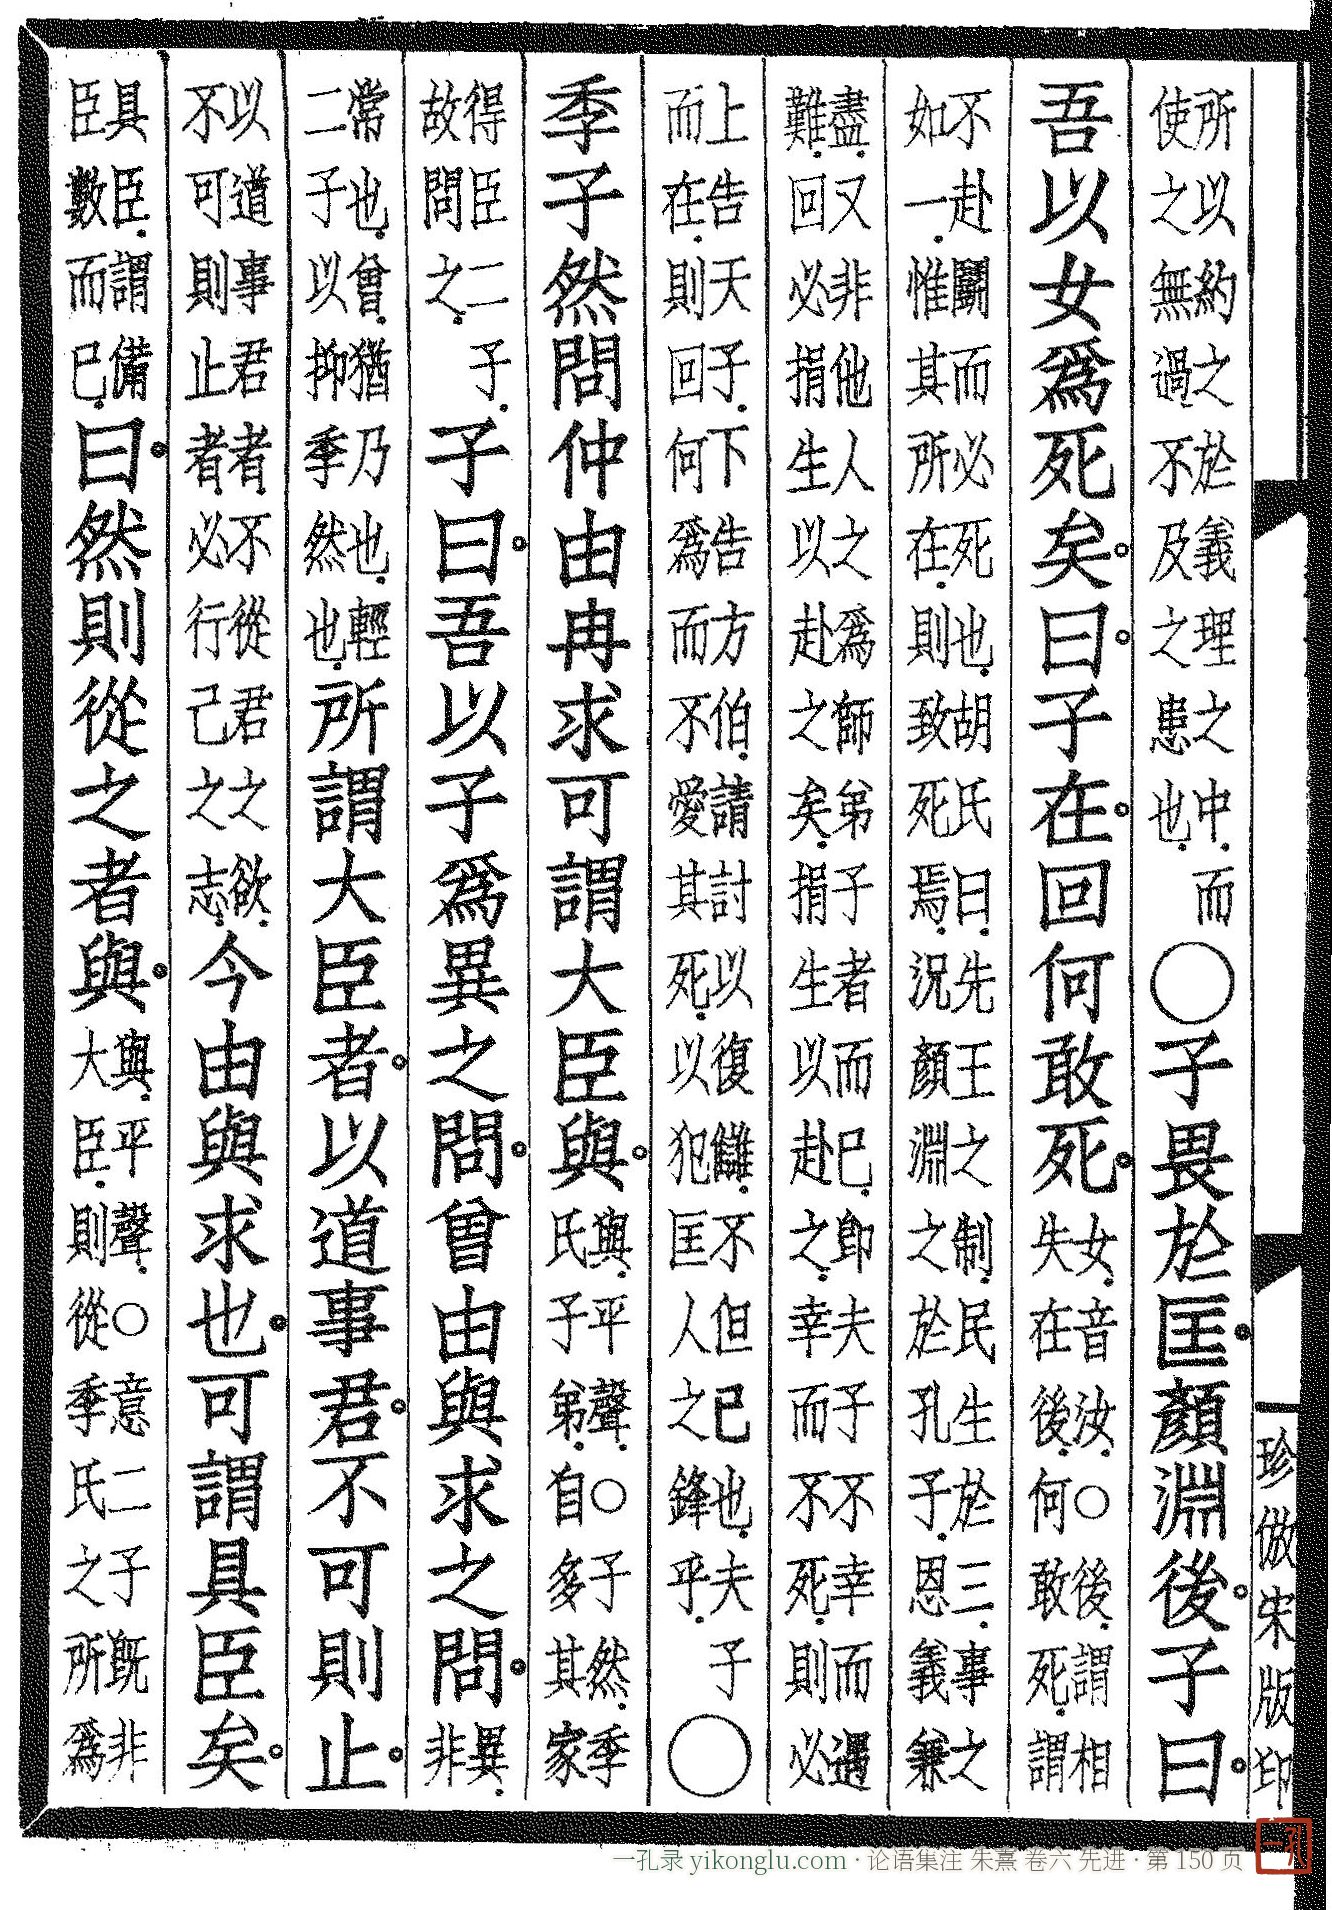 所以約之於義理之中。而使之無過不及之患也。○子畏於匡。顏淵後。子曰。
吾以女爲死矣。曰。子在。回何敢死。女。音汝。○後。謂相失在後。何敢死。謂
不赴鬭而必死也。胡氏曰。先王之制。民生於三。事之如一。惟其所在。則致死焉。況顏淵之於孔子。恩義兼
盡。又非他人之爲師弟子者而已。卽夫子不幸而遇難。回必捐生以赴之矣。捐生以赴之。幸而不死。則必
上告天子。下告方伯。請討以復讎。不但已也。夫子而在。則回何爲而不愛其死。以犯匡人之鋒乎。○
季子然問仲由冉求可謂大臣與。與。平聲。○子然。季氏子弟。自多其家
得臣二子。故問之。子曰。吾以子爲異之問。曾由與求之問。異。非
常也。曾。猶乃也。輕二子以抑季然也。所謂大臣者。以道事君。不可則止。
以道事君者。不從君之欲。不可則止者。必行己之志。今由與求也。可謂具臣矣。
具臣。謂備臣數而已。曰。然則從之者與。與。平聲。○意二子既非大臣。則從季氏之所爲
珍倣宋版印
一孔录 yikonglu.com · 论语集注 朱熹 卷六 先进 · 第 150 页